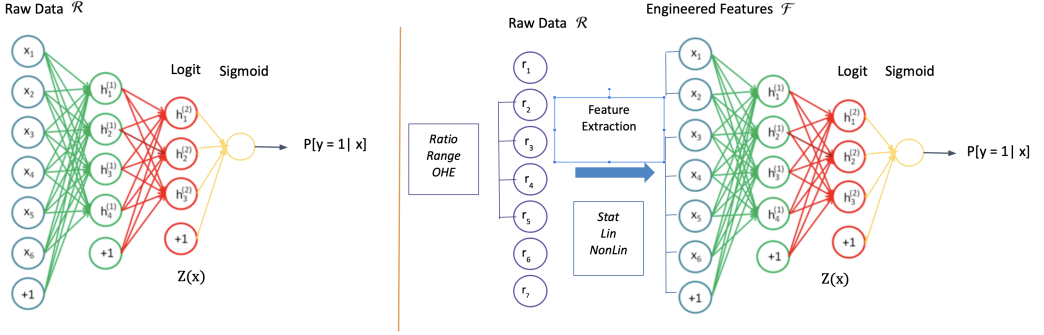 Raw Data ℛ
x₁
x₂
x₃
x₄
x₅
x₆
+1
h₁⁽¹⁾
h₂⁽¹⁾
h₃⁽¹⁾
h₄⁽¹⁾
+1
Logit
h₁⁽²⁾
h₂⁽²⁾
h₃⁽²⁾
+1
Z(x)
Sigmoid
P[y = 1| x]
Ratio
Range
OHE
Raw Data ℛ
r₁
r₂
r₃
r₄
r₅
r₆
r₇
Feature
Extraction
Stat
Lin
NonLin
Engineered Features ℱ
x₁
x₂
x₃
x₄
x₅
x₆
+1
h₁⁽¹⁾
h₂⁽¹⁾
h₃⁽¹⁾
h₄⁽¹⁾
+1
Logit
h₁⁽²⁾
h₂⁽²⁾
h₃⁽²⁾
+1
Z(x)
Sigmoid
P[y = 1| x]